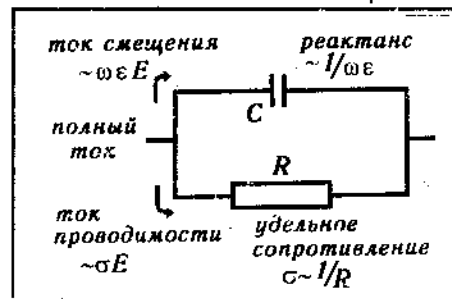 ток смещения
~ωεE
реактанс
~1/ωε
C
полный
ток
R
ток
проводимости
~σE
удельное
сопротивление
σ~1/R